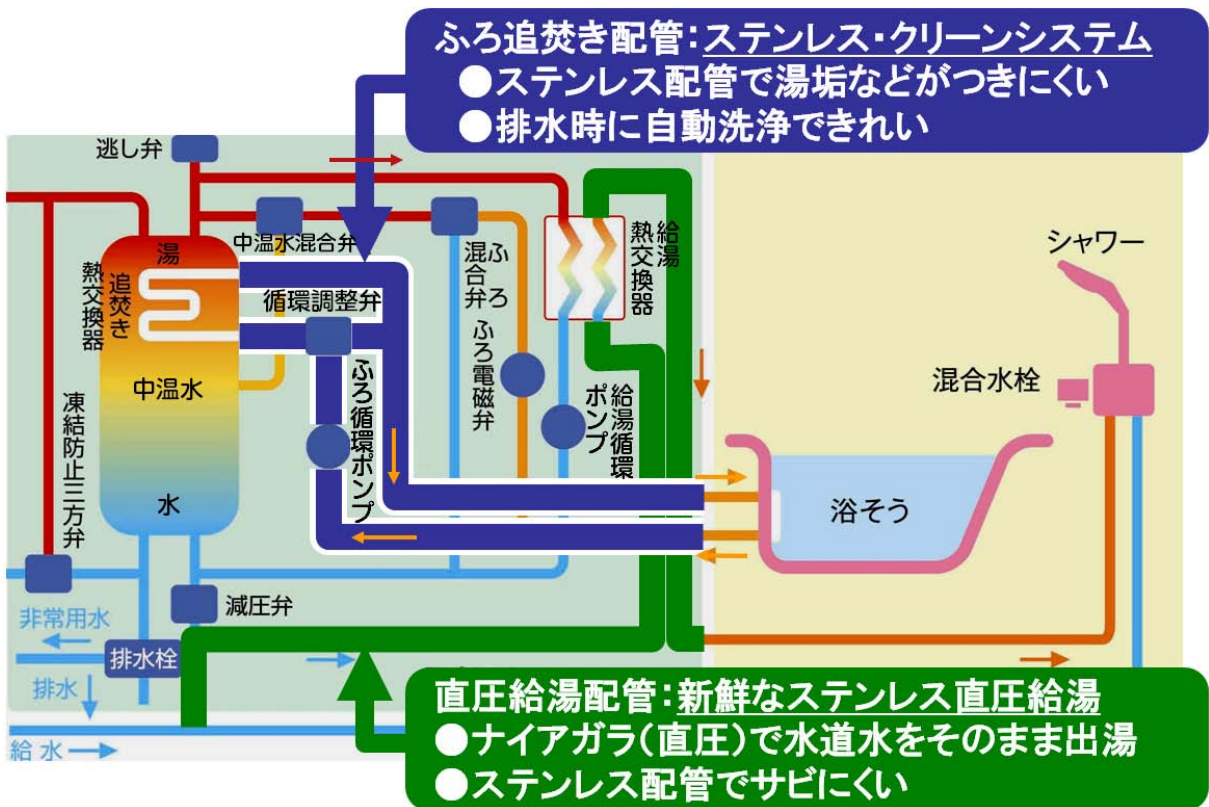 ふろ追焚き配管：ステンレス・クリーンシステム
●ステンレス配管で湯垢などがつきにくい
●排水時に自動洗浄できれい
逃し弁
中温水混合弁
ふろ
混合弁
給湯
熱交換器
シャワー
湯
追焚き
熱交換器
循環調整弁
ふろ電磁弁
中温水
混合水栓
給湯循環
ポンプ
ふろ循環ポンプ
凍結防止三方弁
水
浴そう
非常用水
減圧弁
排水栓
排水
給水
直圧給湯配管：新鮮なステンレス直圧給湯
●ナイアガラ（直圧）で水道水をそのまま出湯
●ステンレス配管でサビにくい